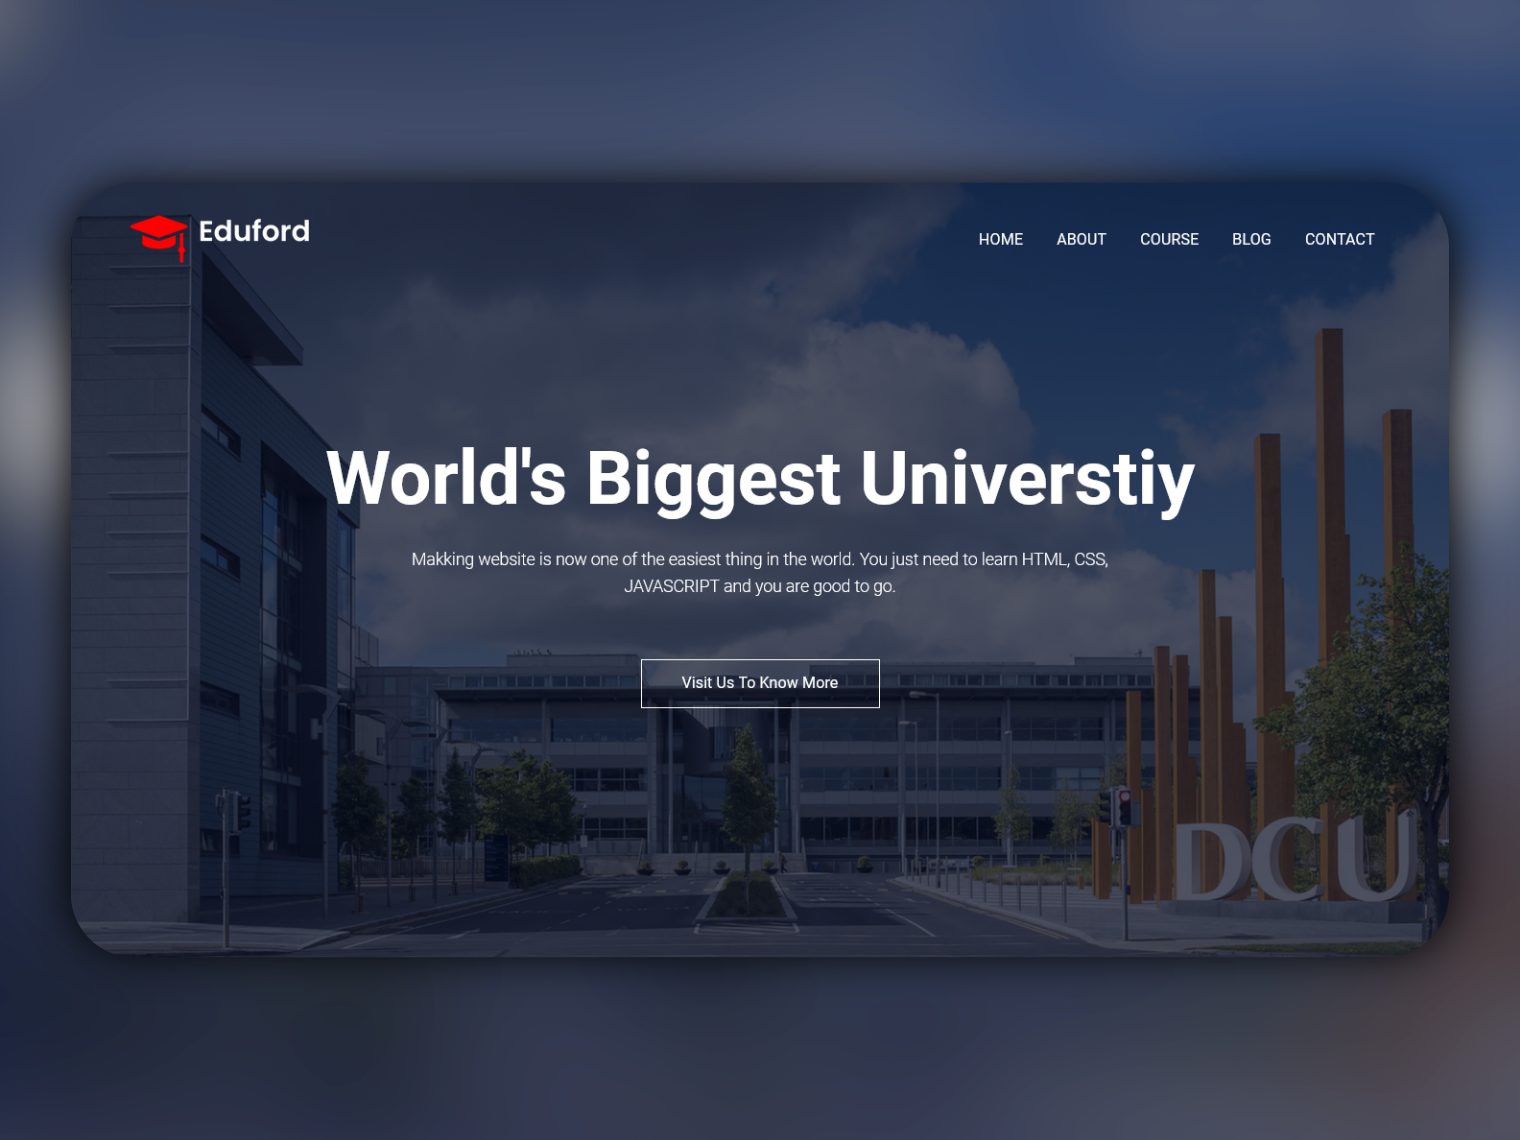 Eduford
HOME ABOUT COURSE BLOG CONTACT
World's Biggest Universtiy
Makking website is now one of the easiest thing in the world. You just need to learn HTML, CSS,
JAVASCRIPT and you are good to go.
Visit Us To Know More
DCU